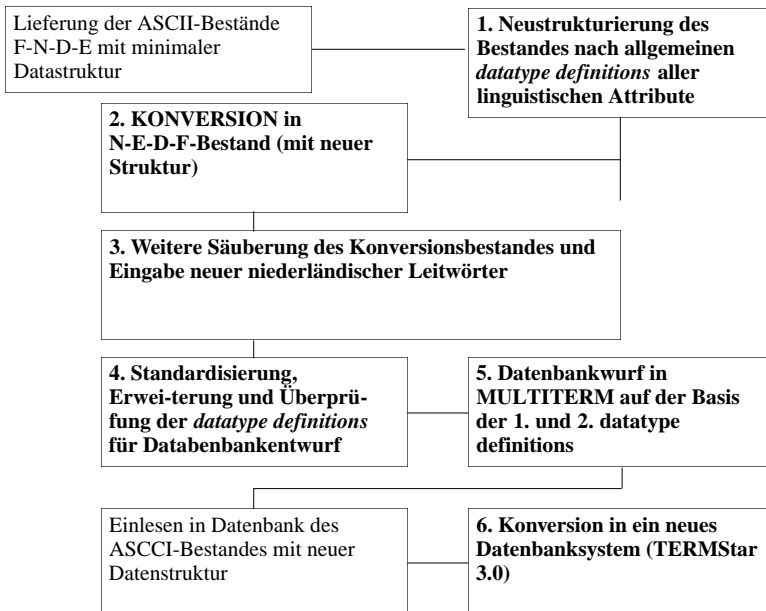 Lieferung der ASCII-Bestände
F-N-D-E mit minimaler
Datastruktur
1. Neustrukturierung des
Bestandes nach allgemeinen
datatype definitions aller
linguistischen Attribute
2. KONVERSION in
N-E-D-F-Bestand (mit neuer
Struktur)
3. Weitere Säuberung des Konversionsbestandes und
Eingabe neuer niederländischer Leitwörter
4. Standardisierung,
Erwei-terung und Überprü-
fung der datatype definitions
für Databenbankentwurf
5. Datenbankwurf in
MULTITERM auf der Basis
der 1. und 2. datatype
definitions
Einlesen in Datenbank des
ASCCI-Bestandes mit neuer
Datenstruktur
6. Konversion in ein neues
Datenbanksystem (TERMStar
3.0)